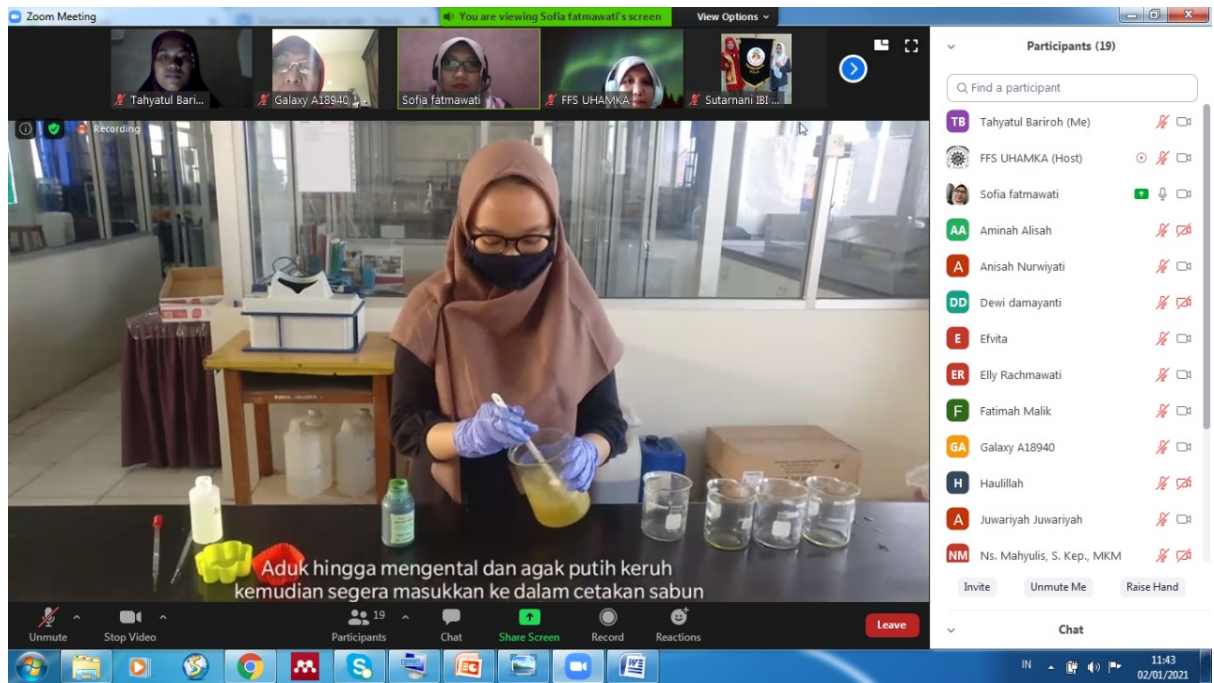 Zoom Meeting
You are viewing Sofia fatmawati's screen
View Options
Tahyatul Bari...
Galaxy A18940
Sofia fatmawati
FFS UHAMKA
Sutarnani IBI ...
Recording
Aduk hingga mengental dan agak putih keruh
kemudian segera masukkan ke dalam cetakan sabun
Unmute
Stop Video
Participants
19
Chat
Share Screen
Record
Reactions
Leave
Participants (19)
Find a participant
TB Tahyatul Bariroh (Me)
FFS UHAMKA (Host)
Sofia fatmawati
AA Aminah Alisah
A Anisah Nurwiyati
DD Dewi damayanti
E Efvita
ER Elly Rachmawati
F Fatimah Malik
GA Galaxy A18940
H Haulillah
A Juwariyah Juwariyah
NM Ns. Mahyulis, S. Kep., MKM
Invite
Unmute Me
Raise Hand
Chat
IN
11:43
02/01/2021